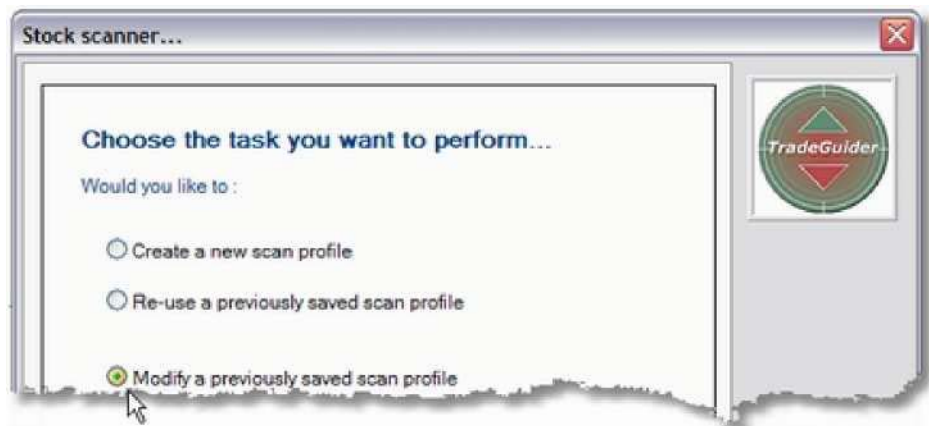 Stock scanner...
Choose the task you want to perform...
Would you like to :
Create a new scan profile
Re-use a previously saved scan profile
Modify a previously saved scan profile
TradeGuider